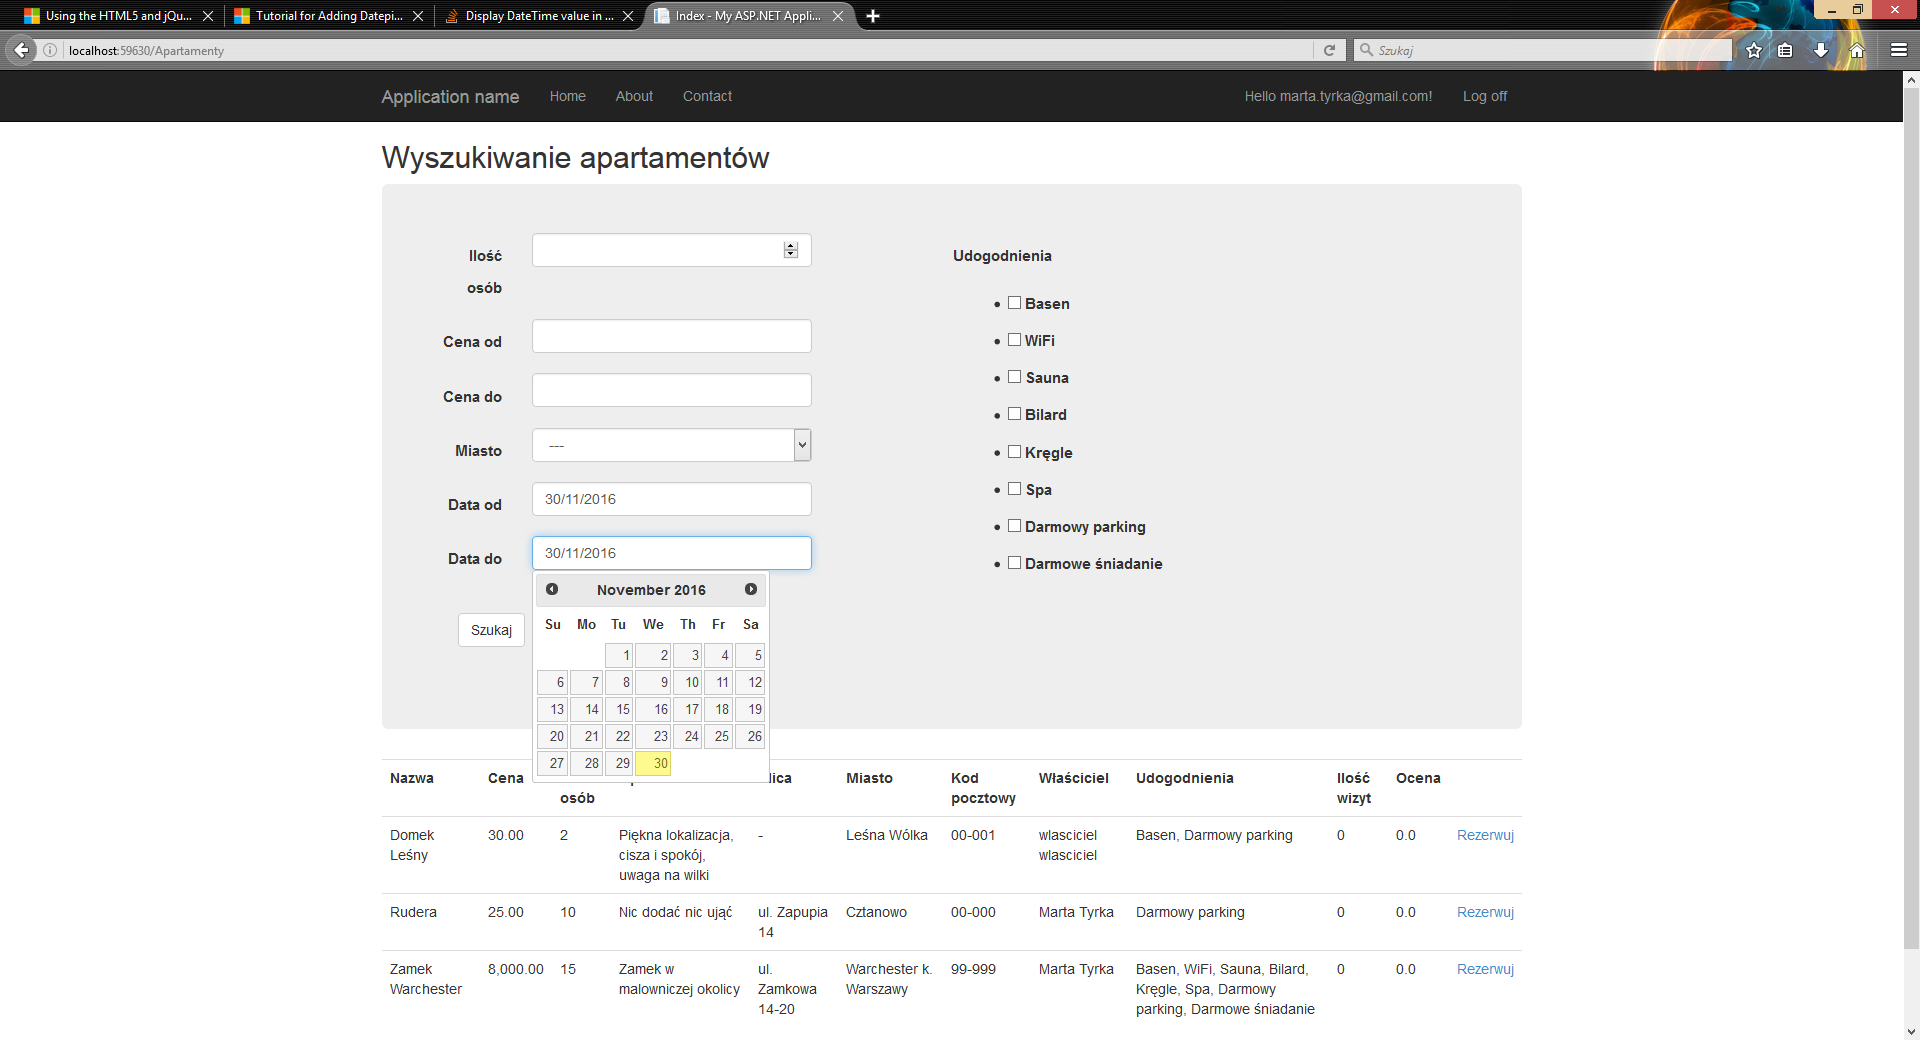 Using the HTML5 and jQu...
Tutorial for Adding Datepi...
Display DateTime value in ...
Index - My ASP.NET Appli...
localhost:59630/Apartamenty
Szukaj
Application name
Home
About
Contact
Hello marta.tyrka@gmail.com!
Log off
Wyszukiwanie apartamentów
Ilość
osób
Cena od
Cena do
Miasto
---
Data od
30/11/2016
Data do
30/11/2016
Szukaj
November 2016
Su Mo Tu We Th Fr Sa
1 2 3 4 5
6 7 8 9 10 11 12
13 14 15 16 17 18 19
20 21 22 23 24 25 26
27 28 29 30
Udogodnienia
Basen
WiFi
Sauna
Bilard
Kręgle
Spa
Darmowy parking
Darmowe śniadanie
Nazwa Cena lica Miasto Kod Właściciel Udogodnienia Ilość Ocena
osób pocztowy wizyt
Domek 30.00 2 Piękna lokalizacja, - Leśna Wólka 00-001 wlasciciel Basen, Darmowy parking 0 0.0 Rezerwuj
Leśny cisza i spokój, wlasciciel
uwaga na wilki
Rudera 25.00 10 Nic dodać nic ująć ul. Zapupia Cztanowo 00-000 Marta Tyrka Darmowy parking 0 0.0 Rezerwuj
14
Zamek 8,000.00 15 Zamek w ul. Warchester k. 99-999 Marta Tyrka Basen, WiFi, Sauna, Bilard, 0 0.0 Rezerwuj
Warchester malowniczej okolicy Zamkowa Warszawy Kręgle, Spa, Darmowy
14-20 parking, Darmowe śniadanie